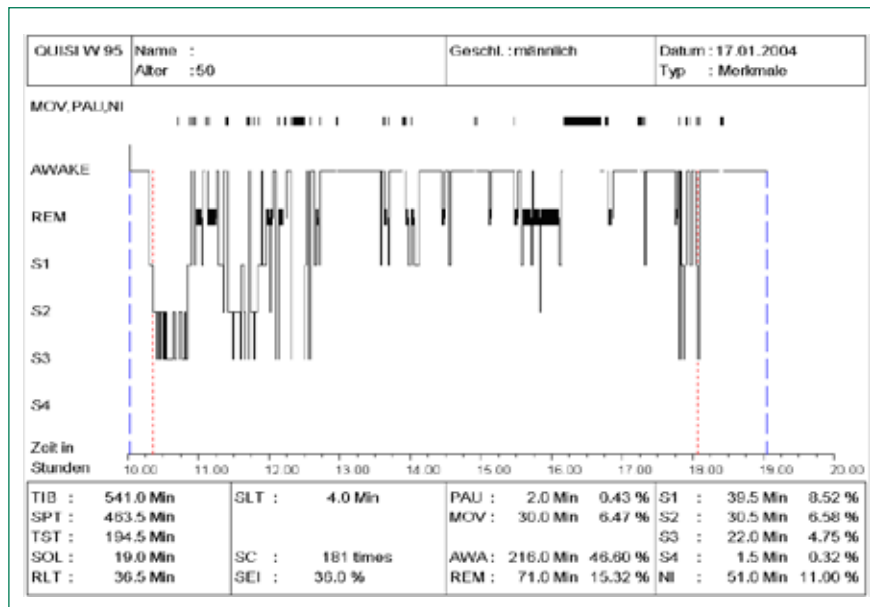 QUISI W 95 Name : Geschl. : männlich Datum : 17.01.2004
Alter : 50 Typ : Merkmale
MOV, PAU,NI
AWAKE
REM
S1
S2
S3
S4
Zeit in
Stunden 10.00 11.00 12.00 13.00 14.00 15.00 16.00 17.00 18.00 19.00 20.00
TIB : 541.0 Min SLT : 4.0 Min PAU : 2.0 Min 0.43 % S1 : 39.5 Min 8.52 %
SPT : 463.5 Min MOV : 30.0 Min 6.47 % S2 : 30.5 Min 6.58 %
TST : 194.5 Min S3 : 22.0 Min 4.75 %
SOL : 19.0 Min SC : 181 times AWA : 216.0 Min 46.60 % S4 : 1.5 Min 0.32 %
RLT : 36.5 Min SEI : 36.0 % REM : 71.0 Min 15.32 % NI : 51.0 Min 11.00 %